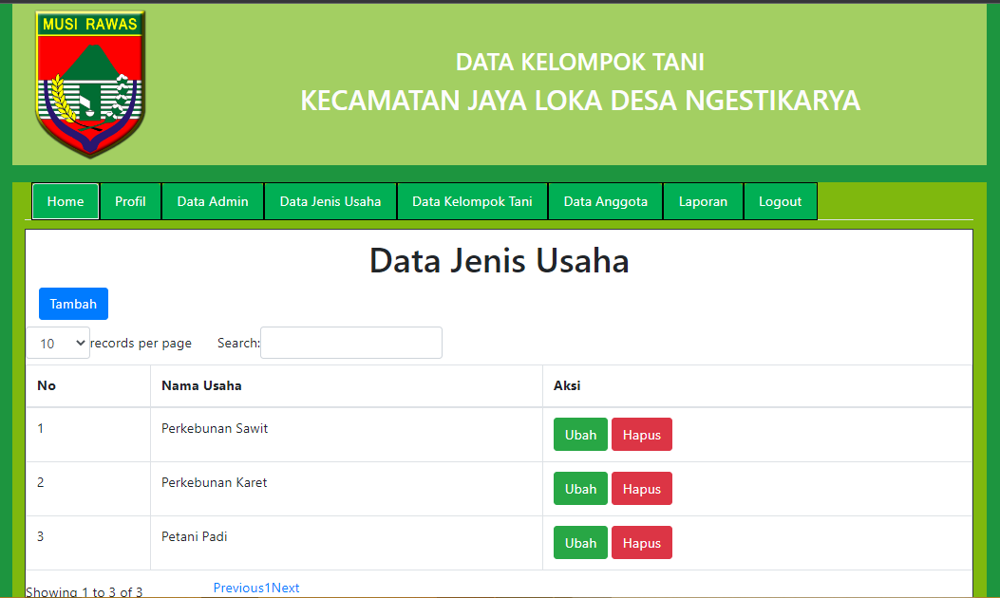 MUSI RAWAS
DATA KELOMPOK TANI
KECAMATAN JAYA LOKA DESA NGESTIKARYA
Home Profil Data Admin Data Jenis Usaha Data Kelompok Tani Data Anggota Laporan Logout
Data Jenis Usaha
Tambah
10 records per page Search:
No Nama Usaha Aksi
1 Perkebunan Sawit Ubah Hapus
2 Perkebunan Karet Ubah Hapus
3 Petani Padi Ubah Hapus
Showing 1 to 3 of 3 Previous1Next